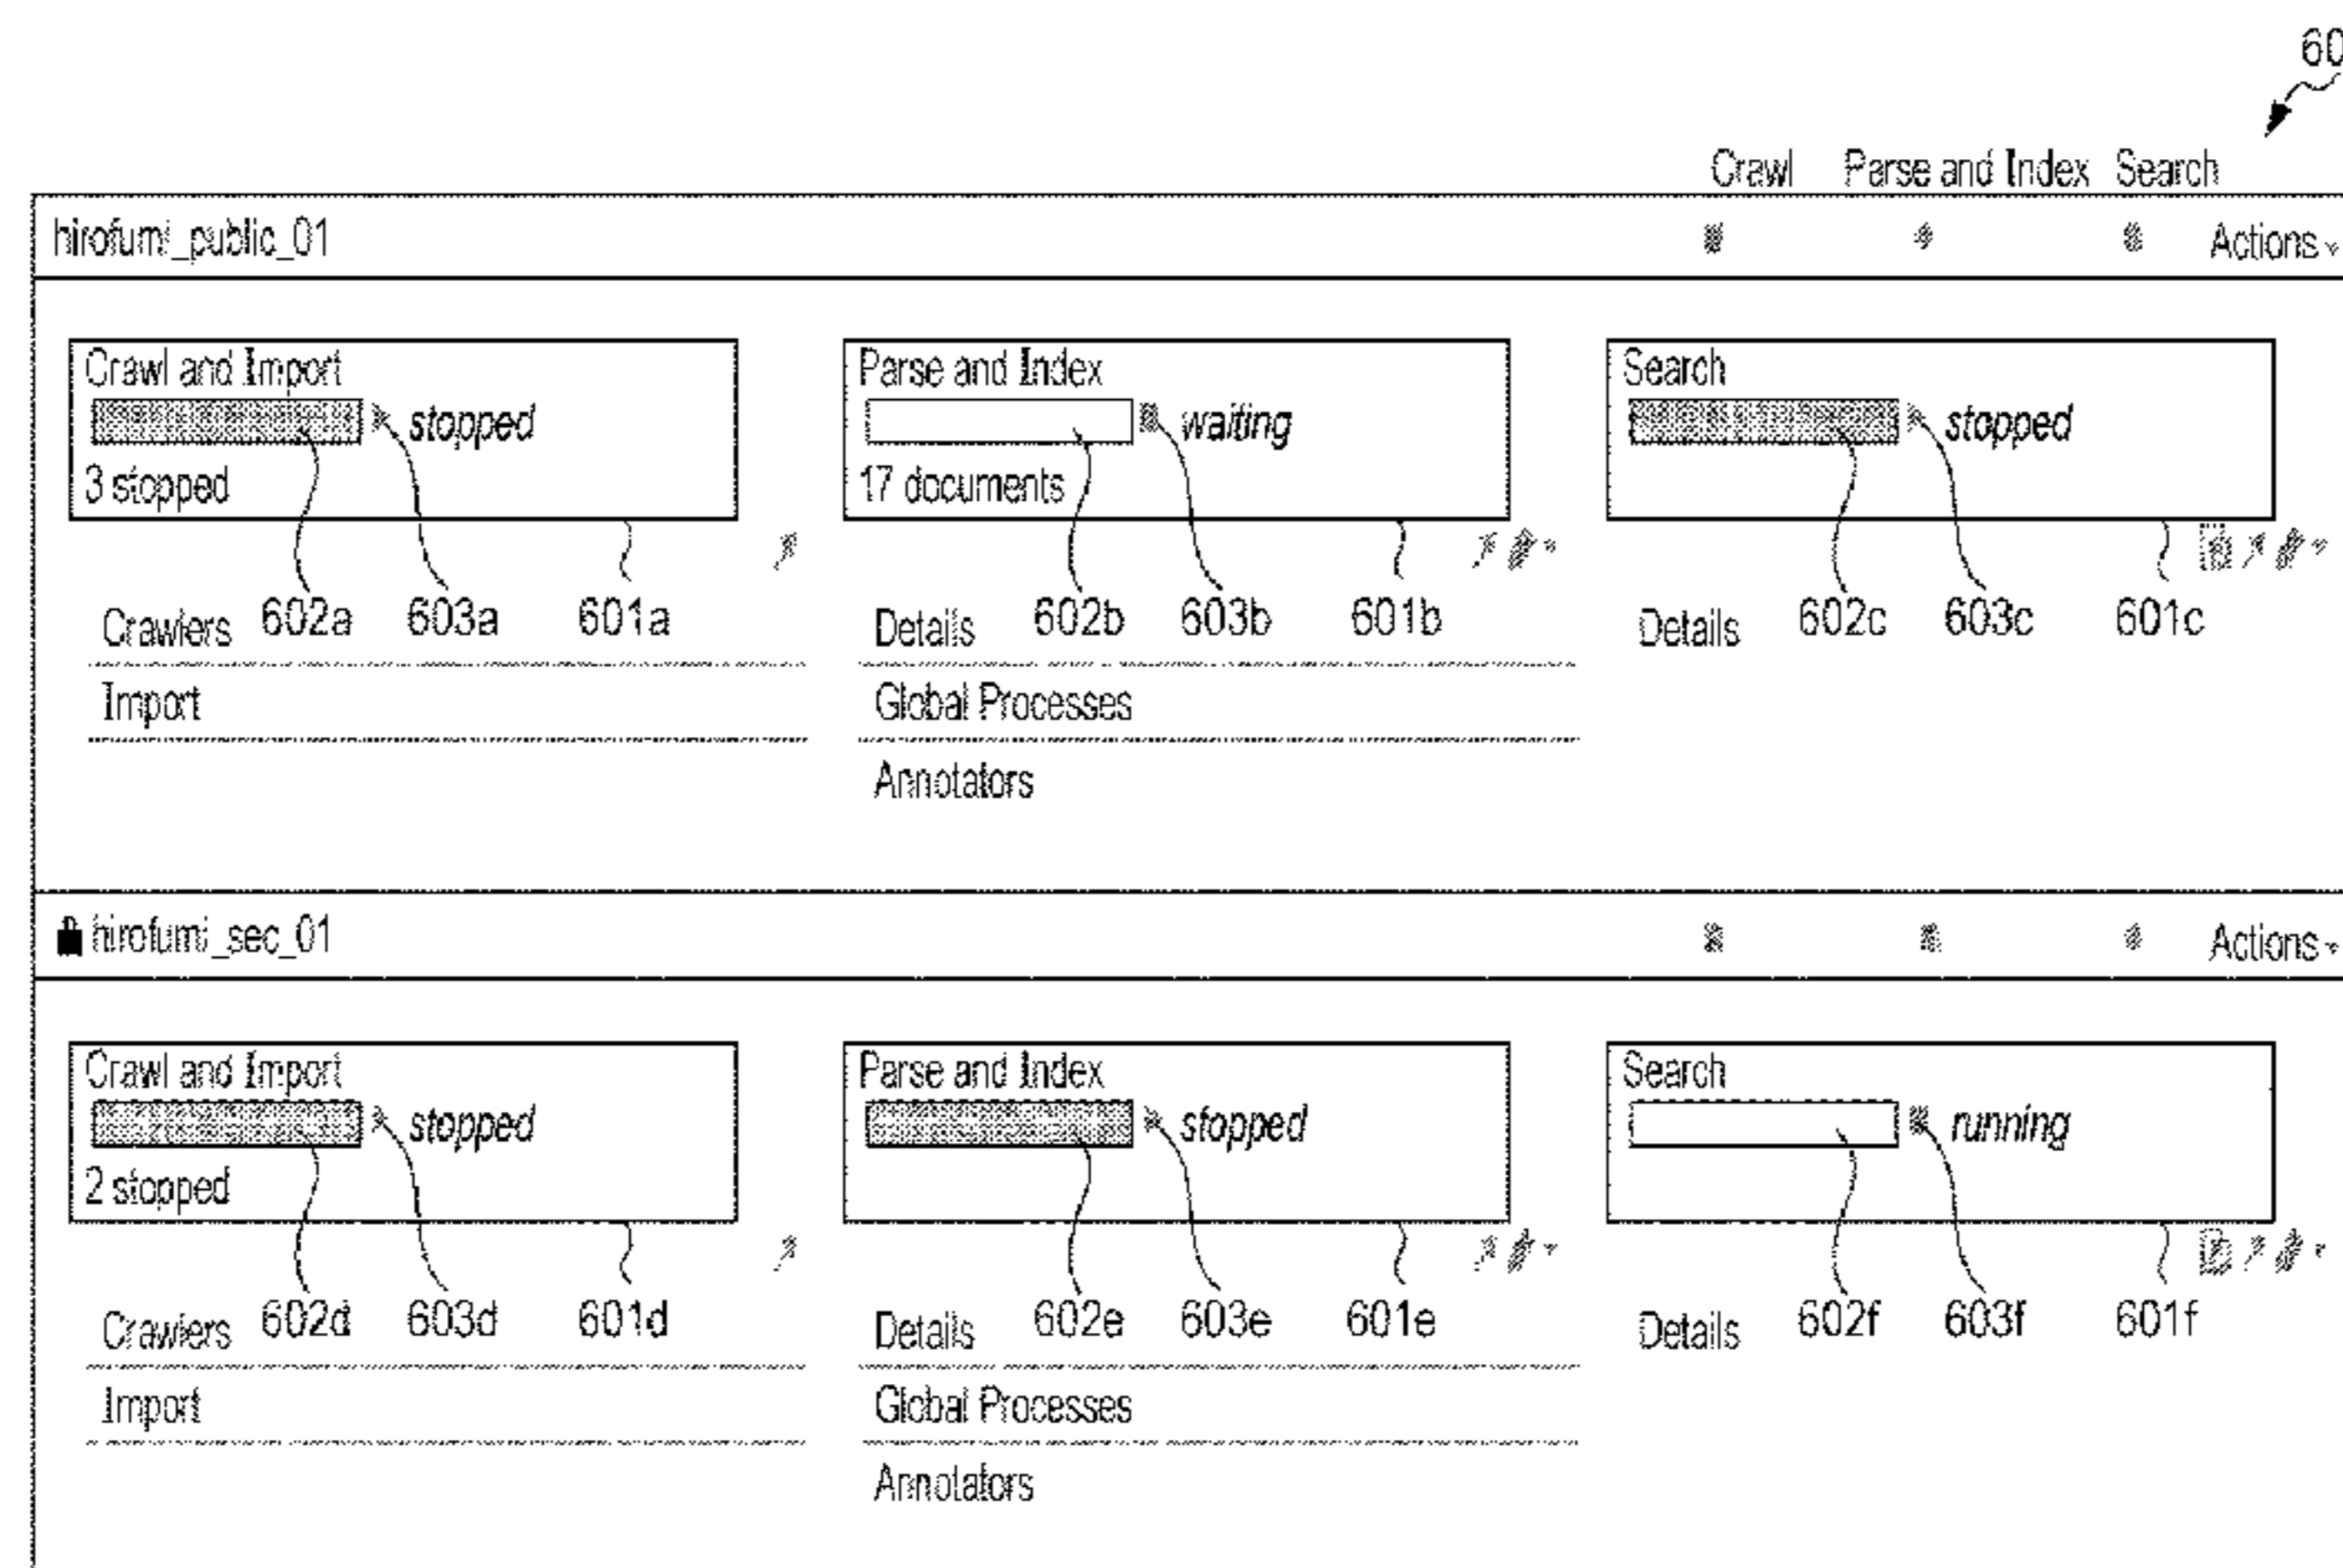 60
Crawl Parse and Index Search
hirofumi_public_01 Actions
Crawl and Import Parse and Index Search
stopped waiting stopped
3 stopped 17 documents
Crawlers 602a 603a 601a Details 602b 603b 601b Details 602c 603c 601c
Import Global Processes
Annotators
hirofumi_sec_01 Actions
Crawl and Import Parse and Index Search
stopped stopped running
2 stopped
Crawlers 602d 603d 601d Details 602e 603e 601e Details 602f 603f 601f
Import Global Processes
Annotators